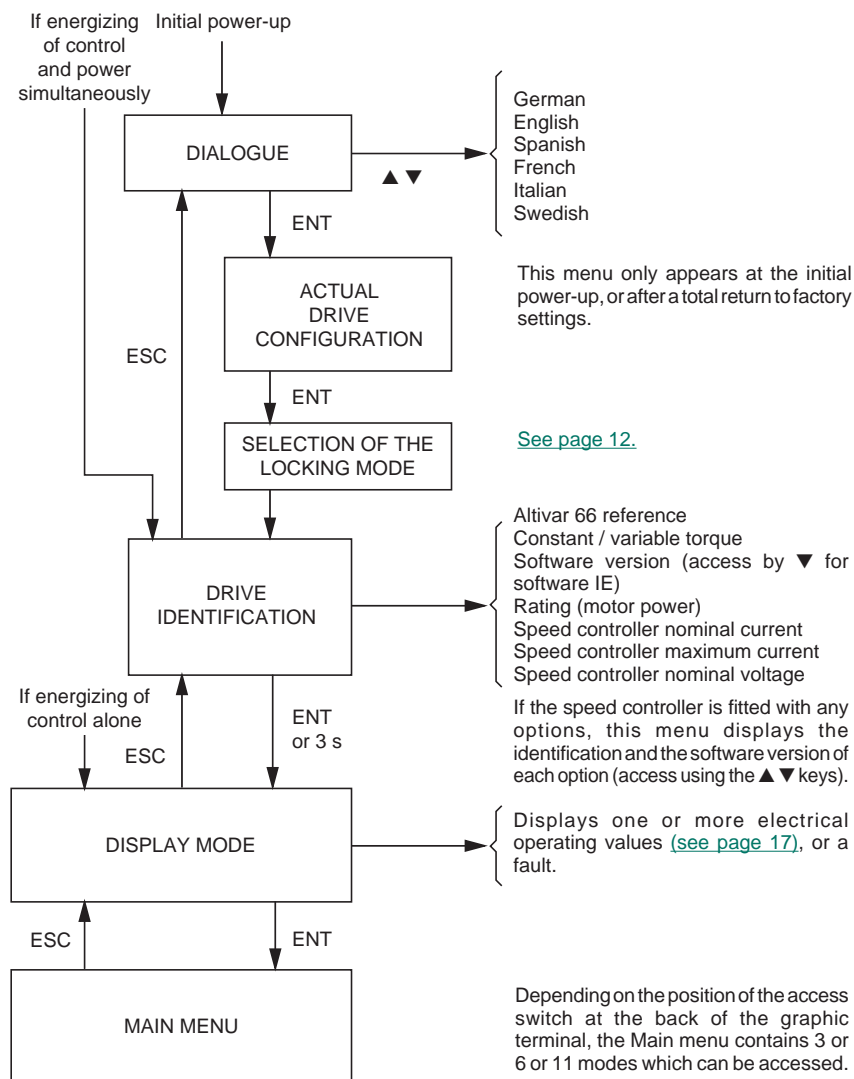 If energizing
of control
and power
simultaneously
Initial power-up
DIALOGUE
▲ ▼
German
English
Spanish
French
Italian
Swedish
ENT
ACTUAL
DRIVE
CONFIGURATION
This menu only appears at the initial
power-up, or after a total return to factory
settings.
ESC
ENT
SELECTION OF THE
LOCKING MODE
See page 12.
DRIVE
IDENTIFICATION
Altivar 66 reference
Constant / variable torque
Software version (access by ▼ for
software IE)
Rating (motor power)
Speed controller nominal current
Speed controller maximum current
Speed controller nominal voltage
If the speed controller is fitted with any
options, this menu displays the
identification and the software version of
each option (access using the ▲ ▼ keys).
If energizing of
control alone
ESC
ENT
or 3 s
DISPLAY MODE
Displays one or more electrical
operating values (see page 17), or a
fault.
ESC
ENT
MAIN MENU
Depending on the position of the access
switch at the back of the graphic
terminal, the Main menu contains 3 or
6 or 11 modes which can be accessed.